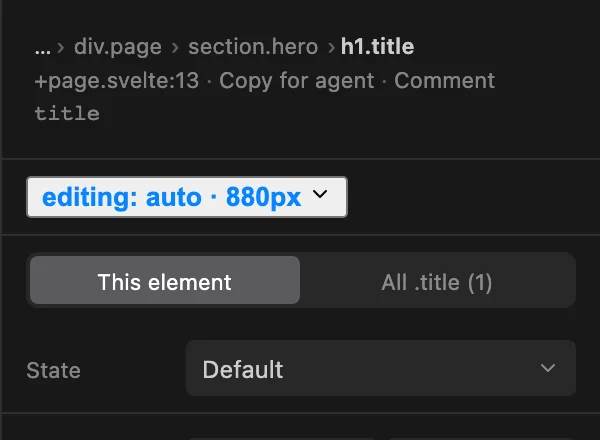 ... › div.page › section.hero › h1.title
+page.svelte:13 · Copy for agent · Comment
title
editing: auto · 880px
This element All .title (1)
State Default